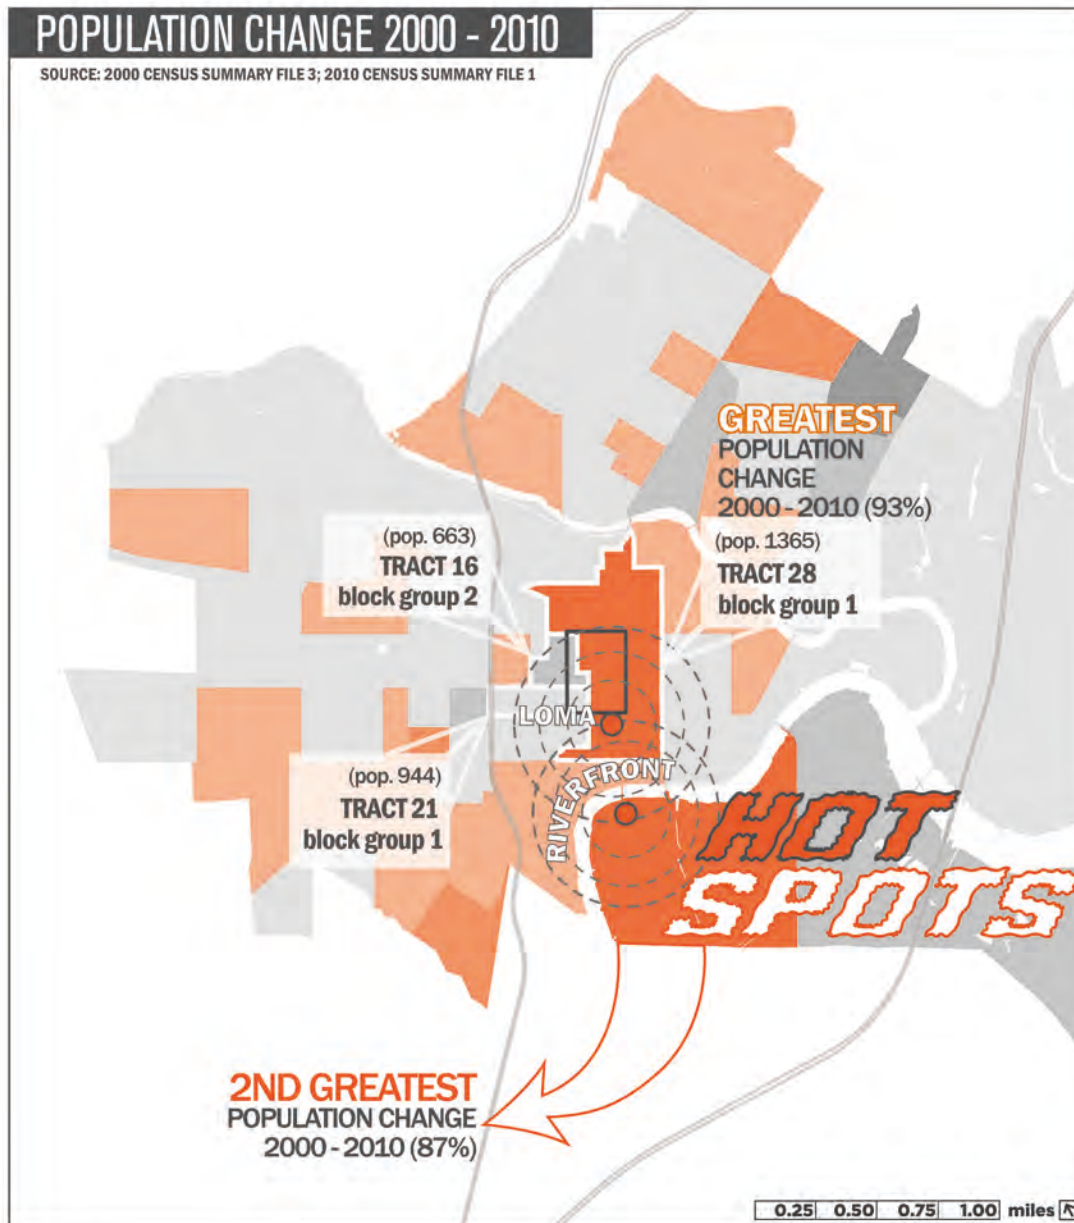 POPULATION CHANGE 2000 - 2010
SOURCE: 2000 CENSUS SUMMARY FILE 3; 2010 CENSUS SUMMARY FILE 1
GREATEST
POPULATION
CHANGE
2000 - 2010 (93%)
(pop. 1365)
TRACT 28
block group 1
(pop. 663)
TRACT 16
block group 2
LOMA
RIVERFRONT
(pop. 944)
TRACT 21
block group 1
HOT
SPOTS
2ND GREATEST
POPULATION CHANGE
2000 - 2010 (87%)
0.25 0.50 0.75 1.00 miles